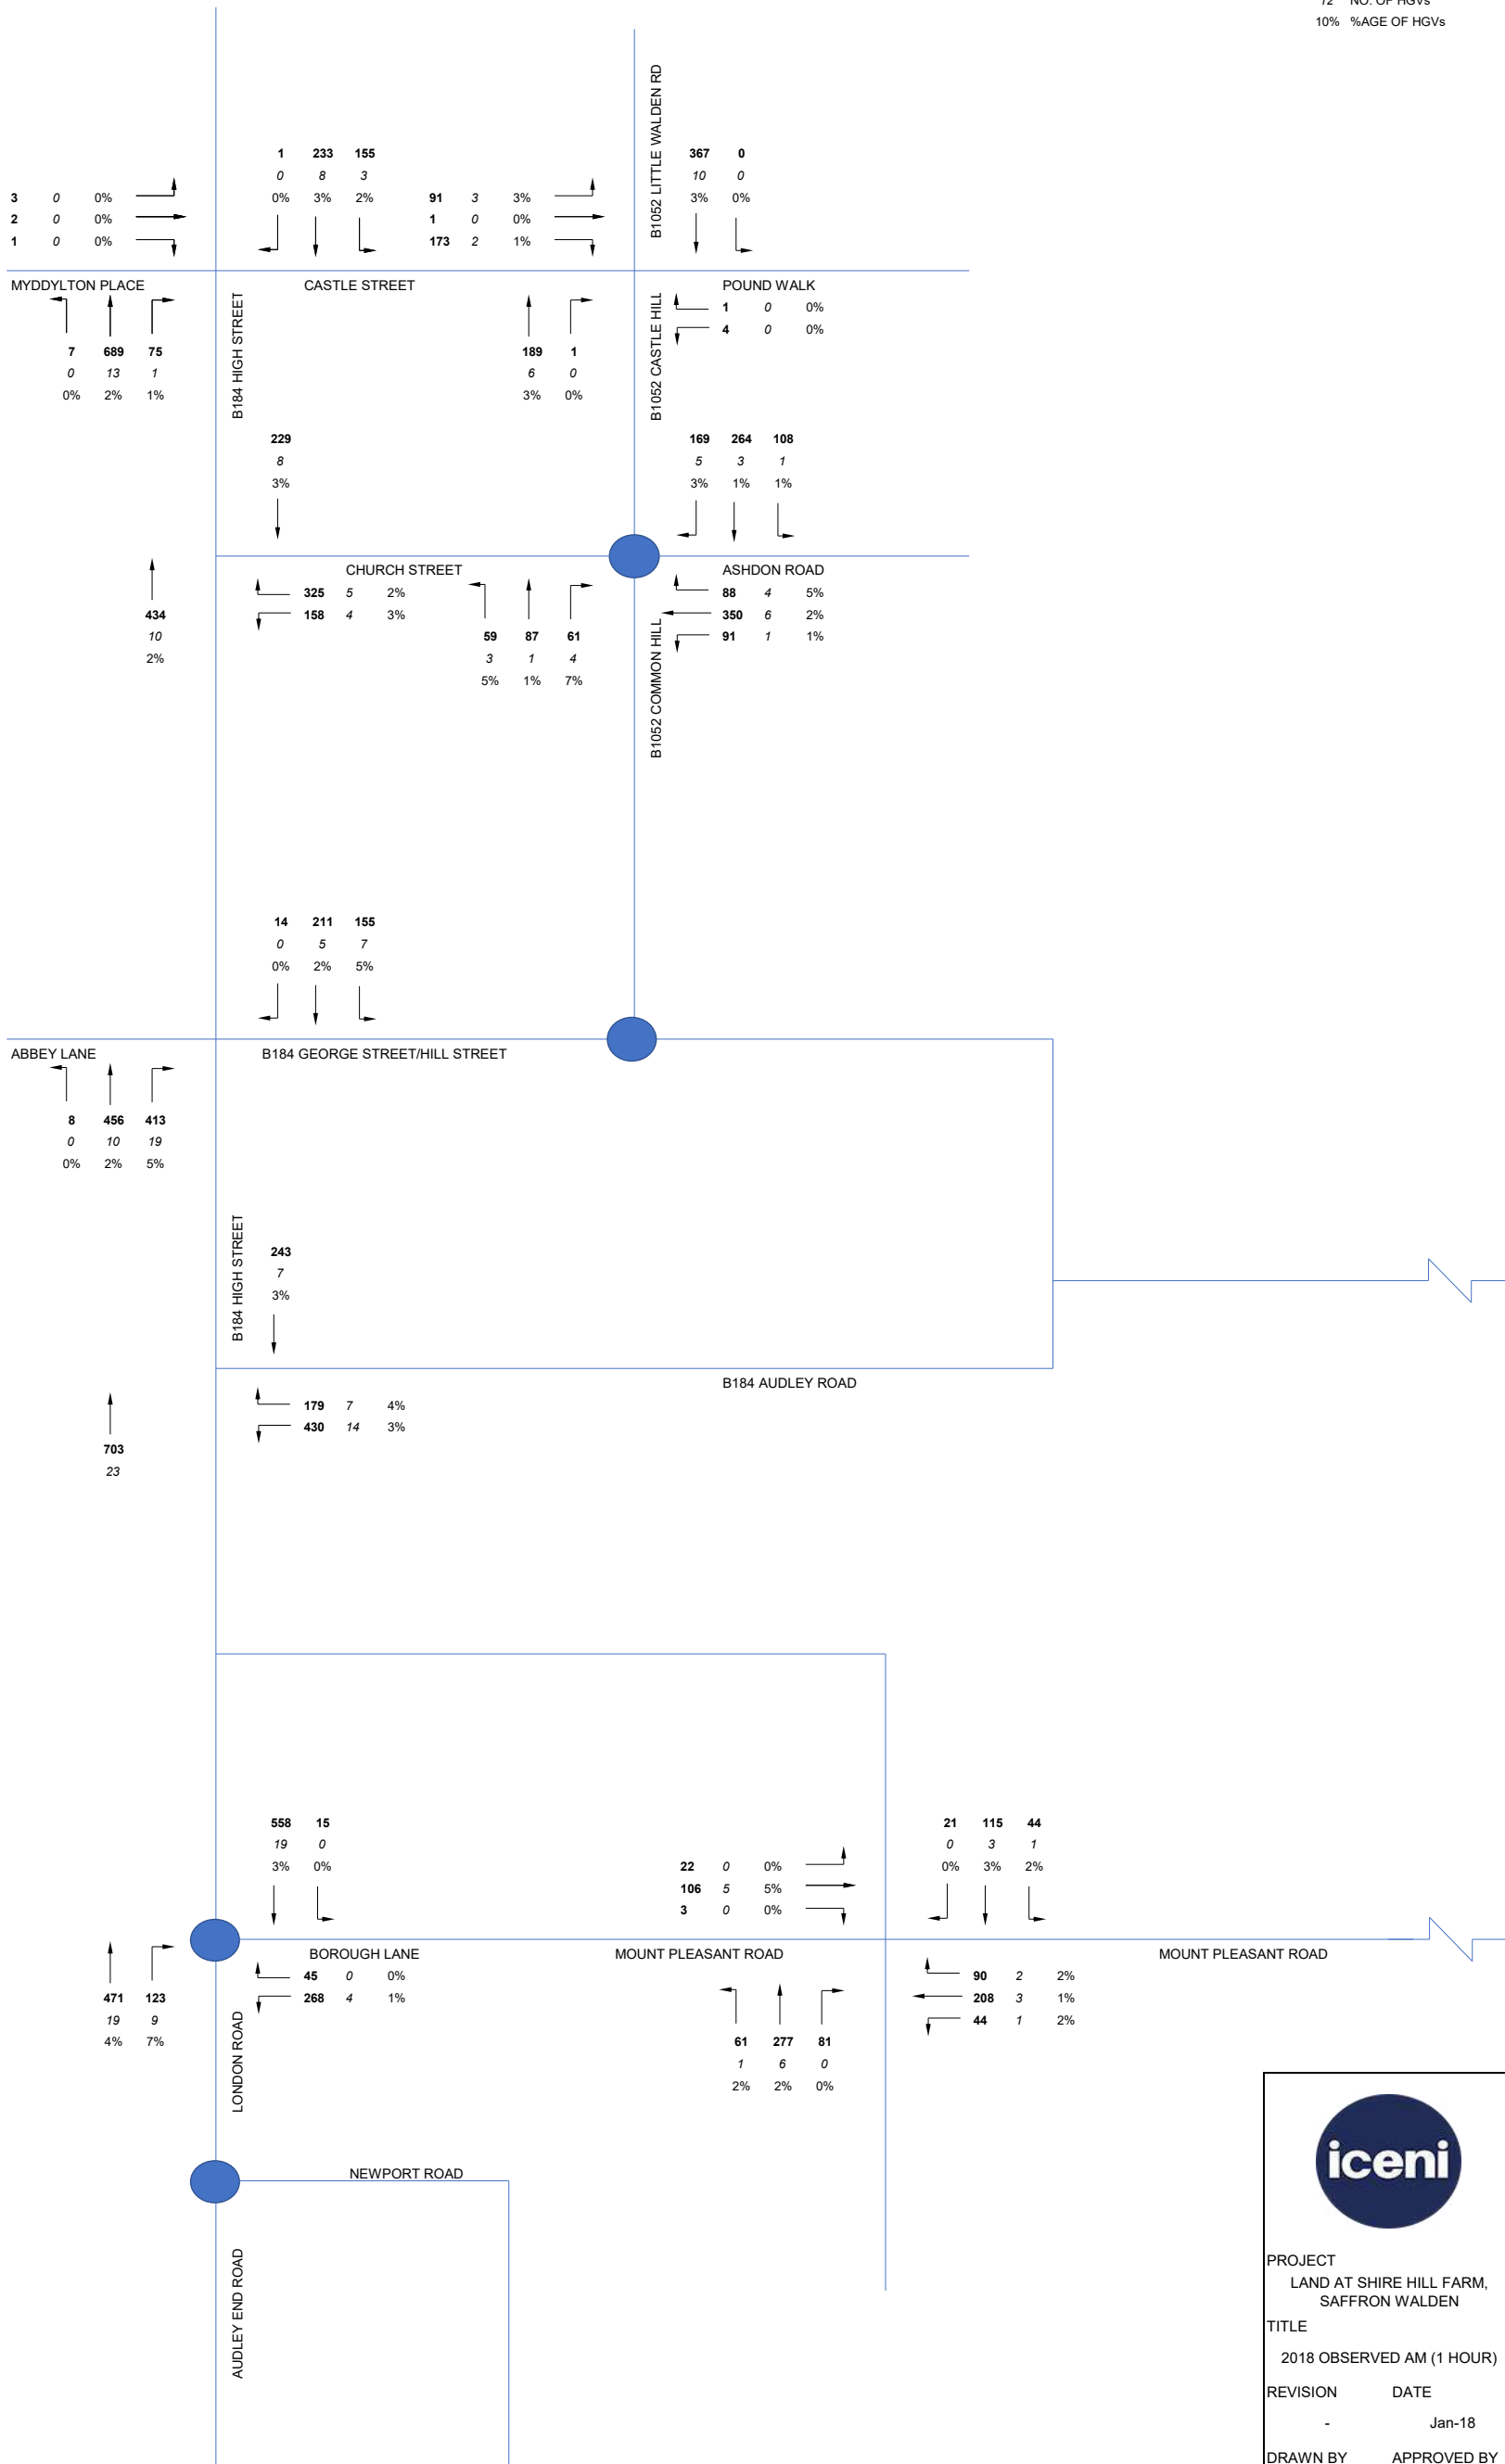 12 NO. OF HGVs
10% %AGE OF HGVs
B1052 LITTLE WALDEN RD
1 233 155
0 8 3
0% 3% 2%
367 0
10 0
3% 0%
3 0 0%
2 0 0%
1 0 0%
91 3 3%
1 0 0%
173 2 1%
MYDDYLTON PLACE
CASTLE STREET
POUND WALK
B184 HIGH STREET
B1052 CASTLE HILL
1 0 0%
4 0 0%
7 689 75
0 13 1
0% 2% 1%
189 1
6 0
3% 0%
229
8
3%
169 264 108
5 3 1
3% 1% 1%
CHURCH STREET
ASHDON ROAD
325 5 2%
158 4 3%
88 4 5%
350 6 2%
91 1 1%
434
10
2%
59 87 61
3 1 4
5% 1% 7%
B1052 COMMON HILL
14 211 155
0 5 7
0% 2% 5%
ABBEY LANE
B184 GEORGE STREET/HILL STREET
8 456 413
0 10 19
0% 2% 5%
B184 HIGH STREET
243
7
3%
B184 AUDLEY ROAD
179 7 4%
430 14 3%
703
23
558 15
19 0
3% 0%
22 0 0%
106 5 5%
3 0 0%
21 115 44
0 3 1
0% 3% 2%
BOROUGH LANE
MOUNT PLEASANT ROAD
MOUNT PLEASANT ROAD
45 0 0%
268 4 1%
90 2 2%
208 3 1%
44 1 2%
471 123
19 9
4% 7%
LONDON ROAD
61 277 81
1 6 0
2% 2% 0%
NEWPORT ROAD
AUDLEY END ROAD
iceni
PROJECT
LAND AT SHIRE HILL FARM,
SAFFRON WALDEN
TITLE
2018 OBSERVED AM (1 HOUR)
REVISION DATE
- Jan-18
DRAWN BY APPROVED BY